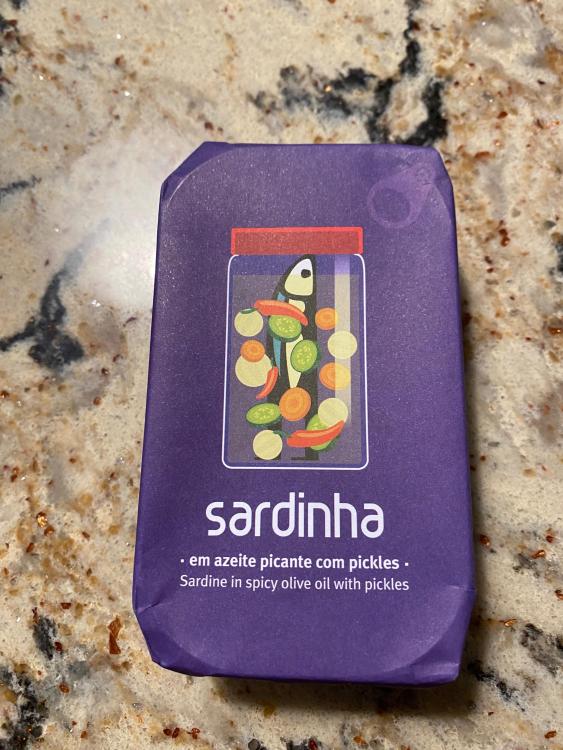 sardinha
· em azeite picante com pickles ·
Sardine in spicy olive oil with pickles